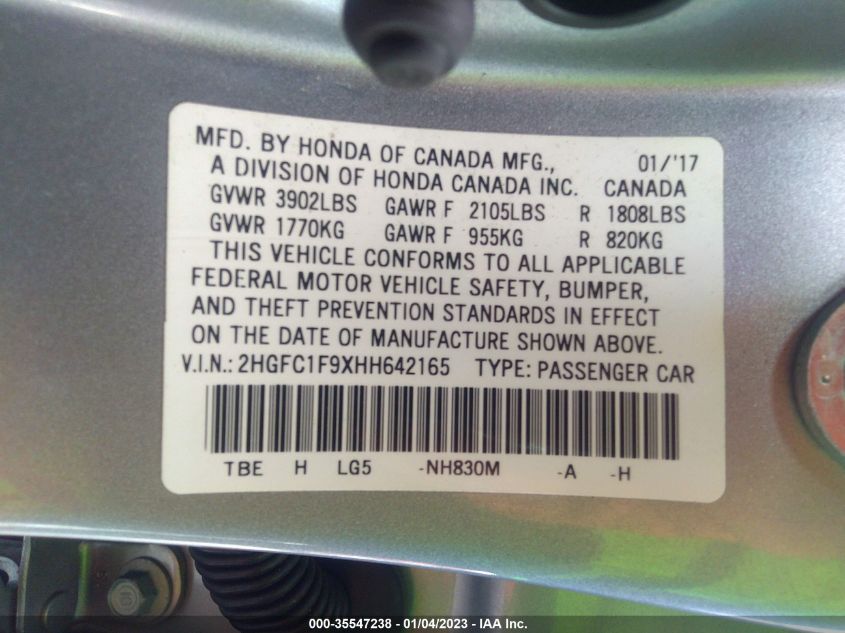 MFD. BY HONDA OF CANADA MFG., 01/'17
A DIVISION OF HONDA CANADA INC. CANADA
GVWR 3902LBS GAWR F 2105LBS R 1808LBS
GVWR 1770KG GAWR F 955KG R 820KG
THIS VEHICLE CONFORMS TO ALL APPLICABLE
FEDERAL MOTOR VEHICLE SAFETY, BUMPER,
AND THEFT PREVENTION STANDARDS IN EFFECT
ON THE DATE OF MANUFACTURE SHOWN ABOVE.
V.I.N.: 2HGFC1F9XHH642165 TYPE: PASSENGER CAR
TBE H LG5 -NH830M -A -H
000-35547238 - 01/04/2023 - IAA Inc.